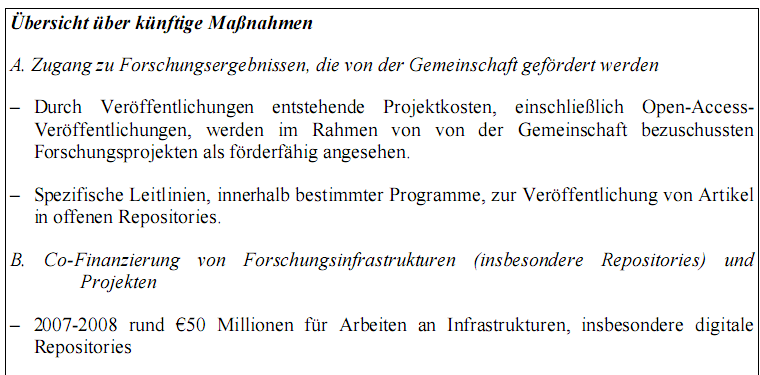 Übersicht über künftige Maßnahmen
A. Zugang zu Forschungsergebnissen, die von der Gemeinschaft gefördert werden
– Durch Veröffentlichungen entstehende Projektkosten, einschließlich Open-Access-
Veröffentlichungen, werden im Rahmen von von der Gemeinschaft bezuschussten
Forschungsprojekten als förderfähig angesehen.
– Spezifische Leitlinien, innerhalb bestimmter Programme, zur Veröffentlichung von Artikel
in offenen Repositories.
B. Co-Finanzierung von Forschungsinfrastrukturen (insbesondere Repositories) und
Projekten
– 2007-2008 rund €50 Millionen für Arbeiten an Infrastrukturen, insbesondere digitale
Repositories